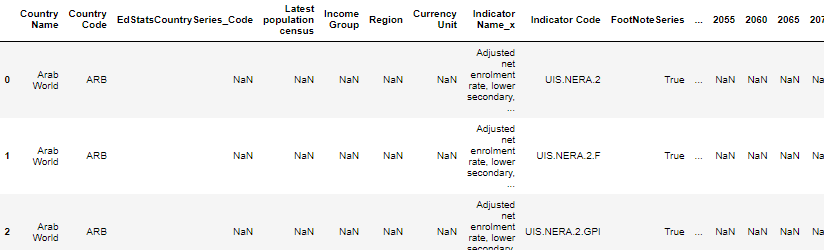 Country Name Country Code EdStatsCountrySeries_Code Latest population census Income Group Region Currency Unit Indicator Name_x Indicator Code FootNoteSeries ... 2055 2060 2065
0 Arab World ARB NaN NaN NaN NaN NaN Adjusted net enrolment rate, lower secondary, ... UIS.NERA.2 True ... NaN NaN NaN
1 Arab World ARB NaN NaN NaN NaN NaN Adjusted net enrolment rate, lower secondary, ... UIS.NERA.2.F True ... NaN NaN NaN
2 Arab World ARB NaN NaN NaN NaN NaN Adjusted net enrolment rate, lower secondary, UIS.NERA.2.GPI True ... NaN NaN NaN